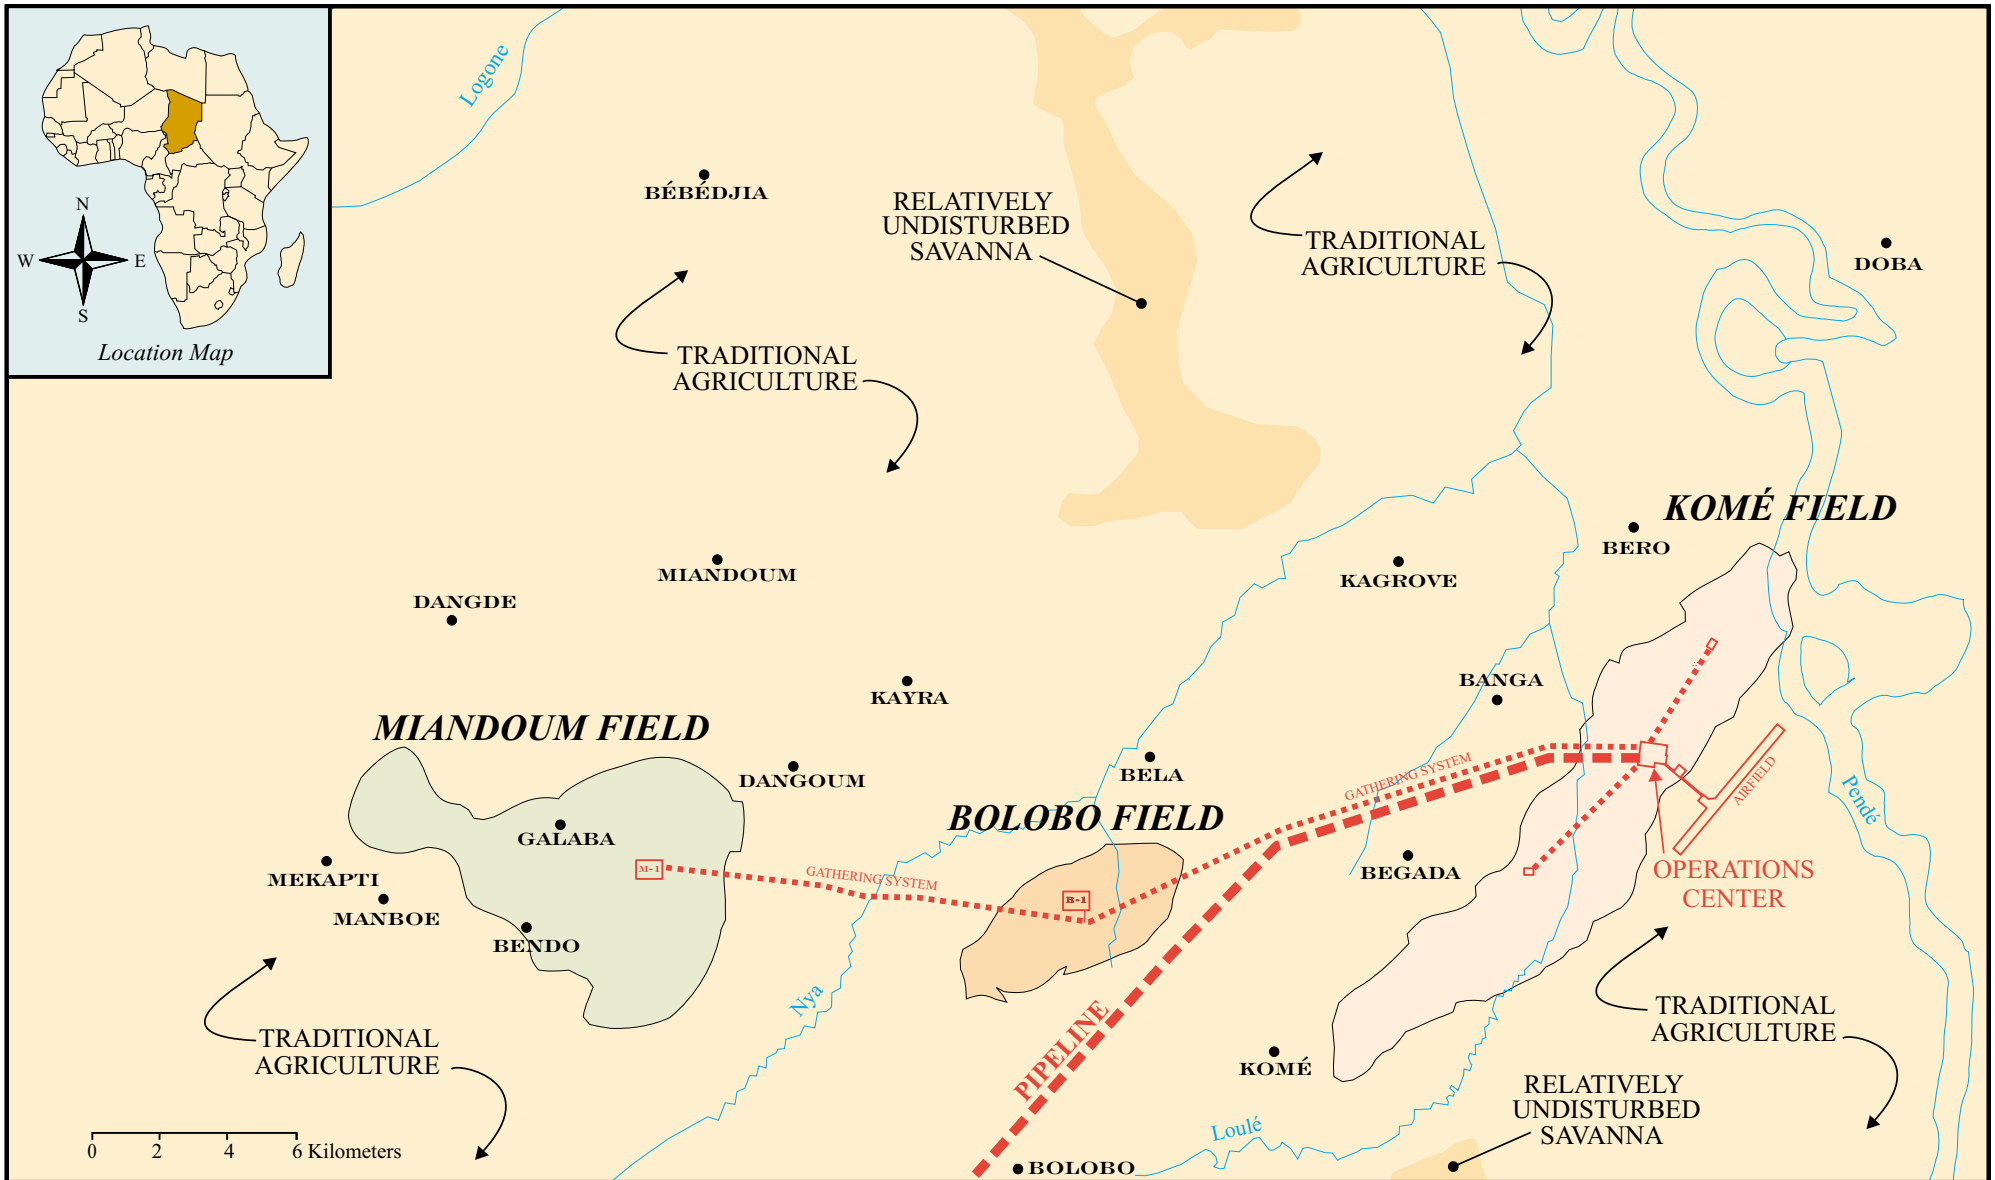 Logone
BÉBÉDJIA
RELATIVELY
UNDISTURBED
SAVANNA
TRADITIONAL
AGRICULTURE
DOBA
N
W
E
S
Location Map
TRADITIONAL
AGRICULTURE
KOMÉ FIELD
BERO
MIANDOUM
KAGROVE
DANGDE
BANGA
KAYRA
MIANDOUM FIELD
DANGOUM
BELA
GATHERING SYSTEM
AIRFIELD
Pendé
BOLOBO FIELD
GALABA
M-1
GATHERING SYSTEM
BEGADA
OPERATIONS
CENTER
MEKAPTI
B-1
MANBOE
BENDO
Nya
PIPELINE
TRADITIONAL
AGRICULTURE
TRADITIONAL
AGRICULTURE
KOMÉ
RELATIVELY
UNDISTURBED
SAVANNA
Loulé
0 2 4 6 Kilometers
BOLOBO